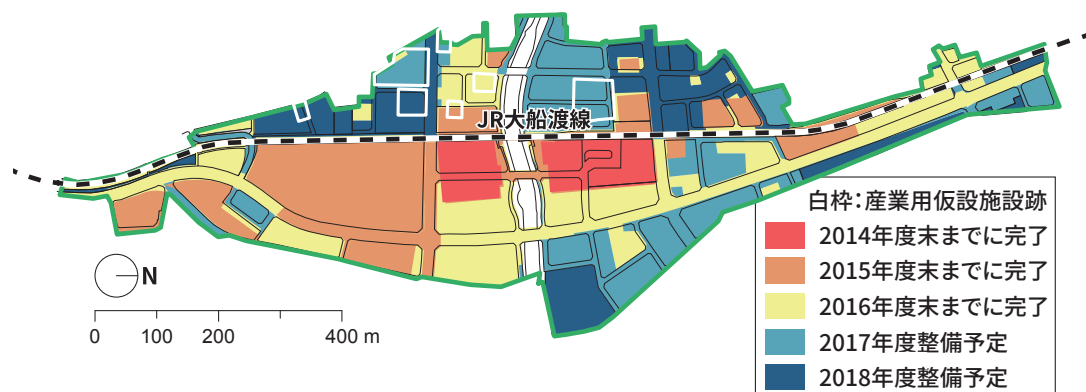 JR大船渡線
N
0 100 200 400 m
白枠：産業用仮設施設跡
2014年度末までに完了
2015年度末までに完了
2016年度末までに完了
2017年度整備予定
2018年度整備予定